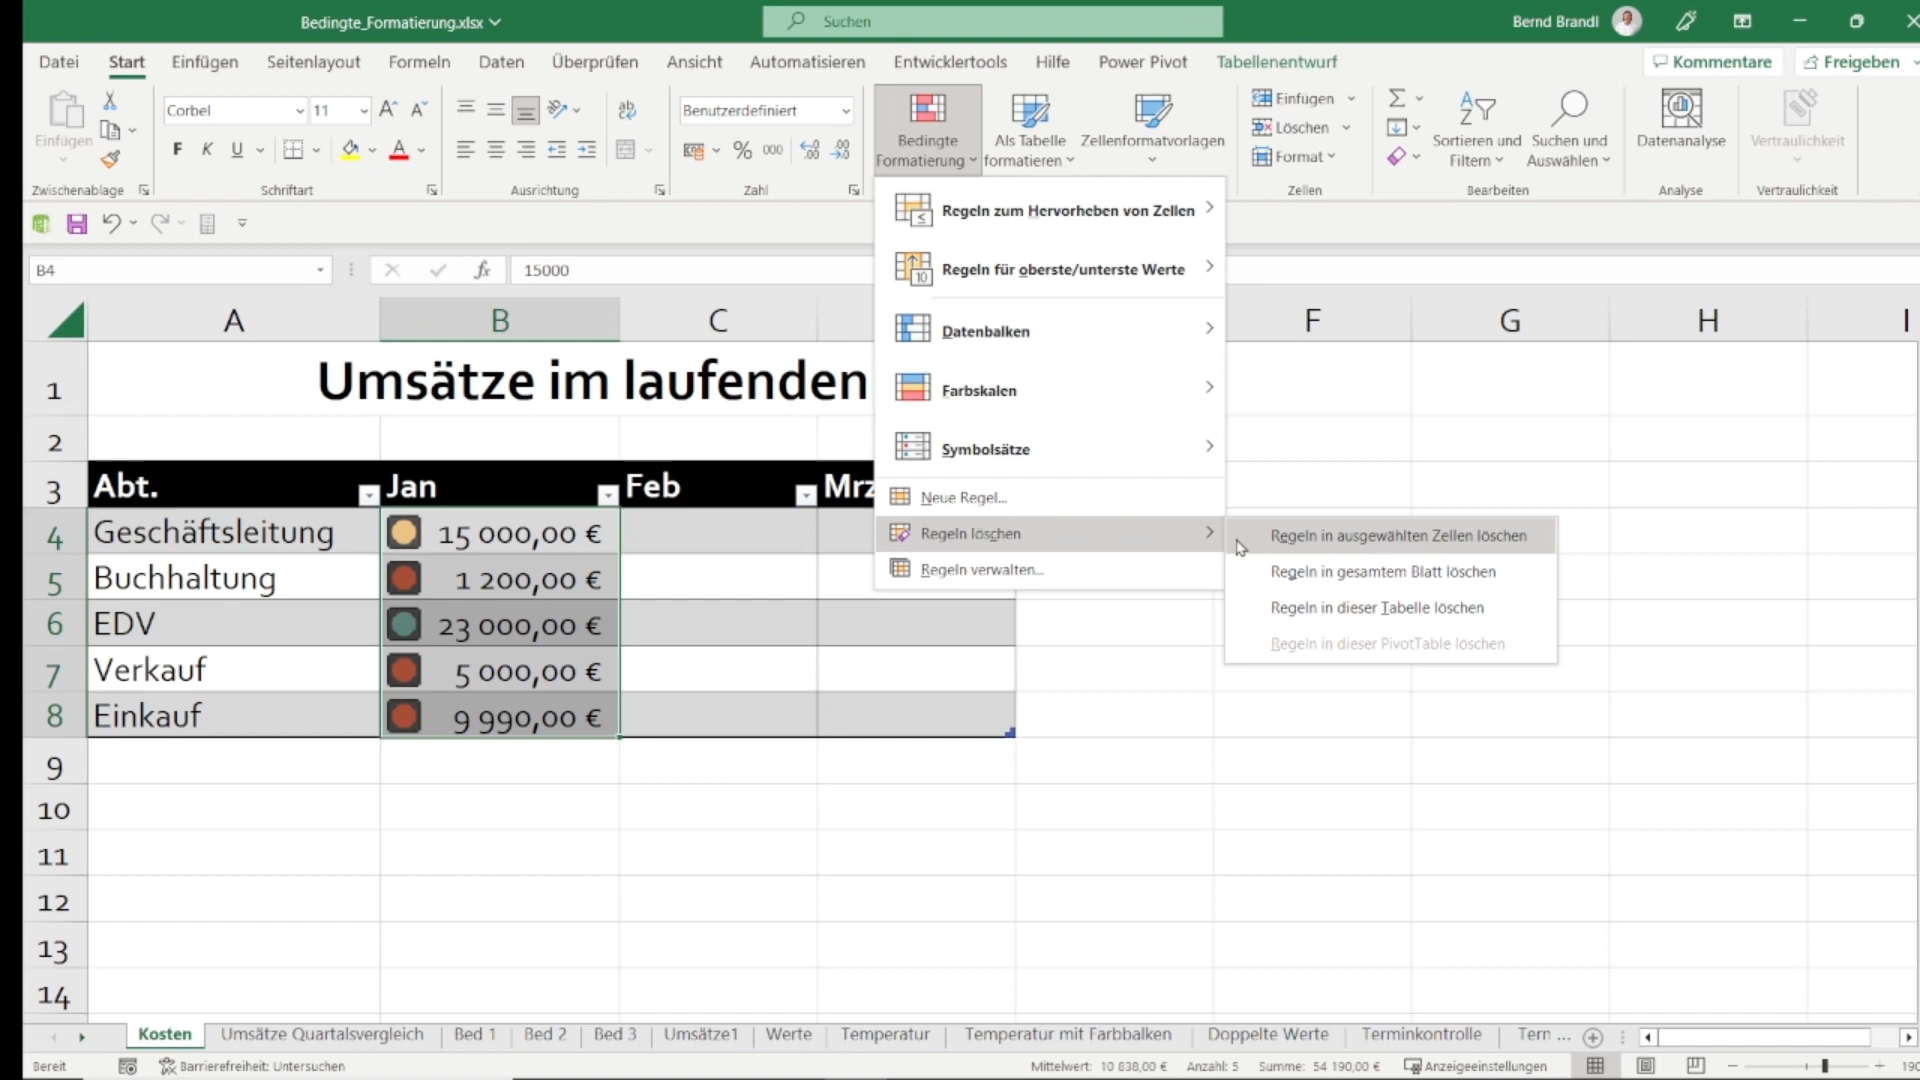 Bedingte_Formatierung.xlsx
Suchen
Bernd Brandl
Datei Start Einfügen Seitenlayout Formeln Daten Überprüfen Ansicht Automatisieren Entwicklertools Hilfe Power Pivot Tabellenentwurf
Kommentare Freigeben
Einfügen
Zwischenablage
Corbel 11
F K U
Schriftart
ab
Ausrichtung
Benutzerdefiniert
% 000
Zahl
Bedingte Formatierung
Als Tabelle formatieren
Zellenformatvorlagen
Einfügen
Löschen
Format
Zellen
Sortieren und Filtern
Suchen und Auswählen
Bearbeiten
Datenanalyse
Analyse
Vertraulichkeit
Vertraulichkeit
B4 fx 15000
Regeln zum Hervorheben von Zellen
Regeln für oberste/unterste Werte
Datenbalken
Farbskalen
Symbolsätze
Neue Regel...
Regeln löschen
Regeln verwalten...
Regeln in ausgewählten Zellen löschen
Regeln in gesamtem Blatt löschen
Regeln in dieser Tabelle löschen
Regeln in dieser PivotTable löschen
A B C F G H I
1 Umsätze im laufenden
2
3 Abt. Jan Feb Mrz
4 Geschäftsleitung 15 000,00 €
5 Buchhaltung 1 200,00 €
6 EDV 23 000,00 €
7 Verkauf 5 000,00 €
8 Einkauf 9 990,00 €
9
10
11
12
13
14
Kosten Umsätze Quartalsvergleich Bed 1 Bed 2 Bed 3 Umsätze1 Werte Temperatur Temperatur mit Farbbalken Doppelte Werte Terminkontrolle Tern ...
Bereit Barrierefreiheit: Untersuchen Mittelwert: 10 838,00 € Anzahl: 5 Summe: 54 190,00 € Anzeigeeinstellungen 190